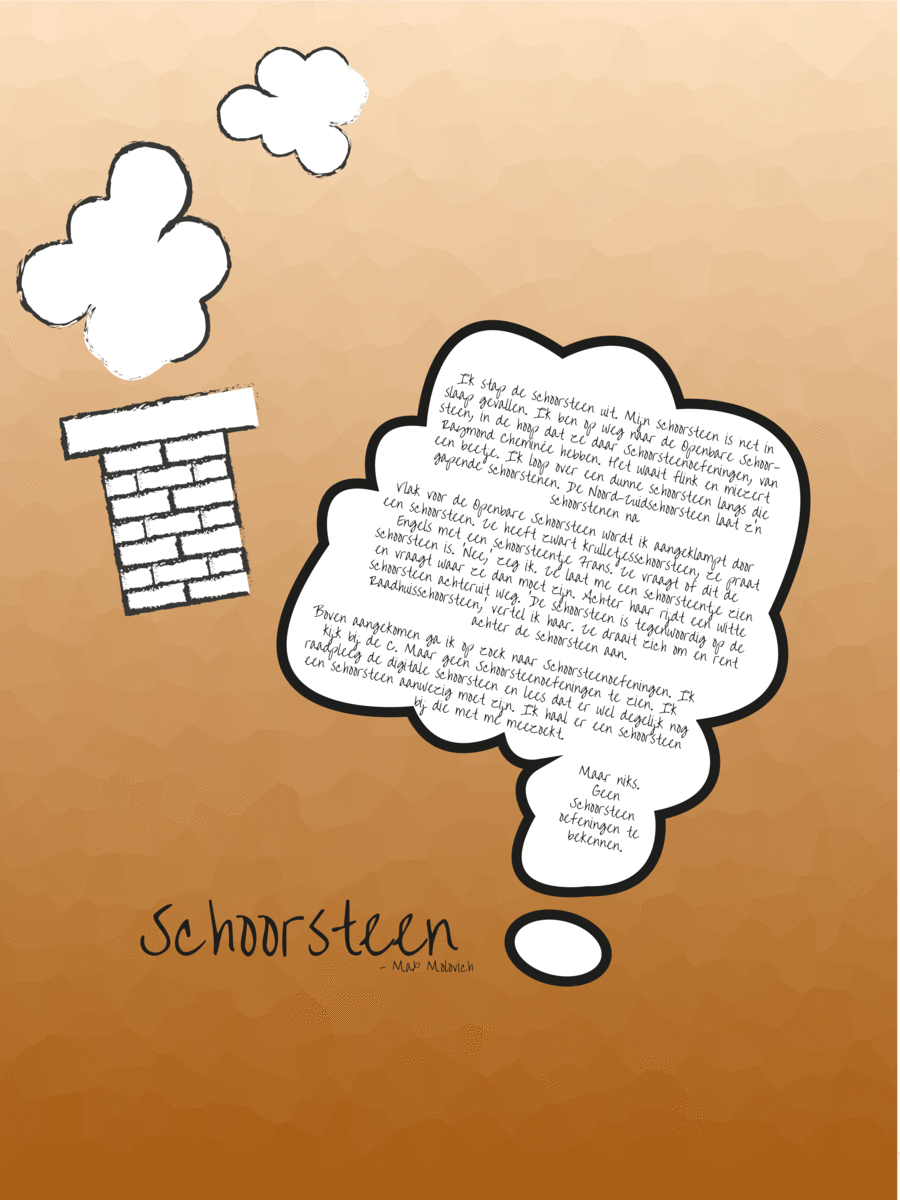 Ik stap de schoorsteen uit. Mijn schoorsteen is net in
slaap gevallen. Ik ben op weg naar de Openbare Schoor-
steen, in de hoop dat ze daar Schoorsteenoefeningen, van
Raymond Cheminée hebben. Het waait flink en miezert
een beetje. Ik loop over een dunne schoorsteen langs die
gapende schoorstenen. De Noord-Zuidschoorsteen laat z'n
schoorstenen na
Vlak voor de Openbare Schoorsteen wordt ik aangeklampt door
een schoorsteen. Ze heeft zwart krulletjesschoorsteen, ze praat
Engels met een schoorsteentje Frans. Ze vraagt of dit de
schoorsteen is. Nee, zeg ik. Ze laat me een schoorsteentje zien
en vraagt waar ze dan moet zijn. Achter haar rijdt een witte
schoorsteen achteruit weg. De schoorsteen is tegenwoordig op de
Raadhuisschoorsteen, vertel ik haar. Ze draait zich om en rent
achter de schoorsteen aan.
Boven aangekomen ga ik op zoek naar Schoorsteenoefeningen. Ik
kijk bij de C. Maar geen Schoorsteenoefeningen te zien. Ik
raadpleeg de digitale schoorsteen en lees dat er wel degelijk nog
een schoorsteen aanwezig moet zijn. Ik haal er een schoorsteen
bij die met me meezoekt.
Maar niks.
Geen
Schoorsteen
oefeningen te
bekennen.
Schoorsteen
- Max Molovich